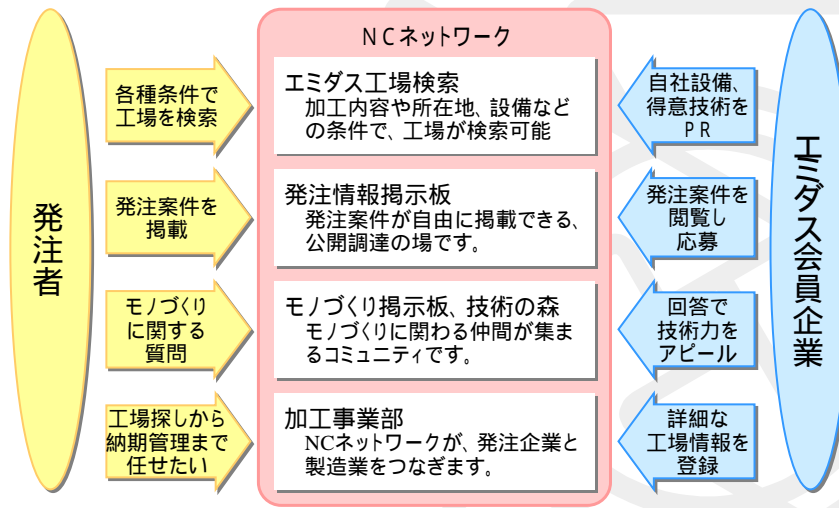 NCネットワーク
発注者
各種条件で
工場を検索
エミダス工場検索
加工内容や所在地、設備など
の条件で、工場が検索可能
自社設備、
得意技術を
PR
発注案件を
掲載
発注情報掲示板
発注案件が自由に掲載できる、
公開調達の場です。
発注案件を
閲覧し
応募
モノづくり
に関する
質問
モノづくり掲示板、技術の森
モノづくりに関わる仲間が集ま
るコミュニティです。
回答で
技術力を
アピール
工場探しから
納期管理まで
任せたい
加工事業部
NCネットワークが、発注企業と
製造業をつなぎます。
詳細な
工場情報を
登録
エミダス会員企業